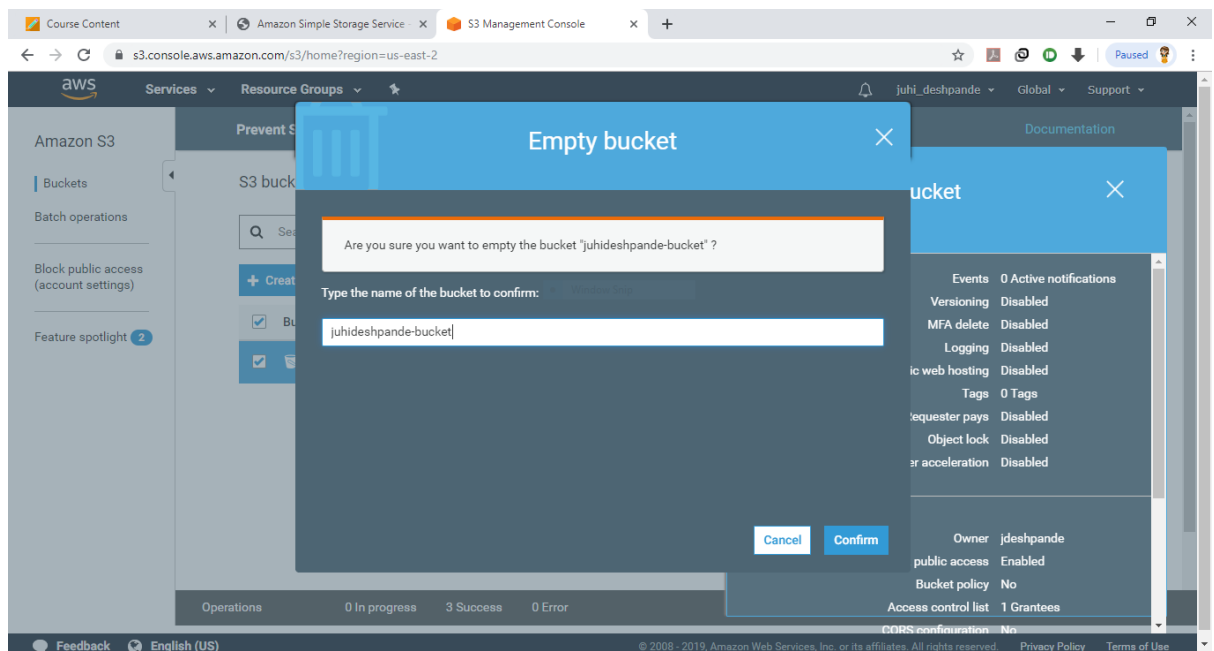 Course Content
Amazon Simple Storage Service -
S3 Management Console
s3.console.aws.amazon.com/s3/home?region=us-east-2
Paused
aws
Services
Resource Groups
juhi_deshpande
Global
Support
Amazon S3
Buckets
Batch operations
Block public access
(account settings)
Feature spotlight 2
Prevent
Documentation
S3 buck
Sea
+ Creat
Bu
Empty bucket
Are you sure you want to empty the bucket "juhideshpande-bucket" ?
Type the name of the bucket to confirm:
juhideshpande-bucket
Cancel
Confirm
ucket
Events 0 Active notifications
Versioning Disabled
MFA delete Disabled
Logging Disabled
ic web hosting Disabled
Tags 0 Tags
equester pays Disabled
Object lock Disabled
er acceleration Disabled
Owner jdeshpande
public access Enabled
Bucket policy No
Access control list 1 Grantees
CORS configuration No
Operations 0 In progress 3 Success 0 Error
Feedback English (US)
© 2008 - 2019, Amazon Web Services, Inc. or its affiliates. All rights reserved. Privacy Policy Terms of Use